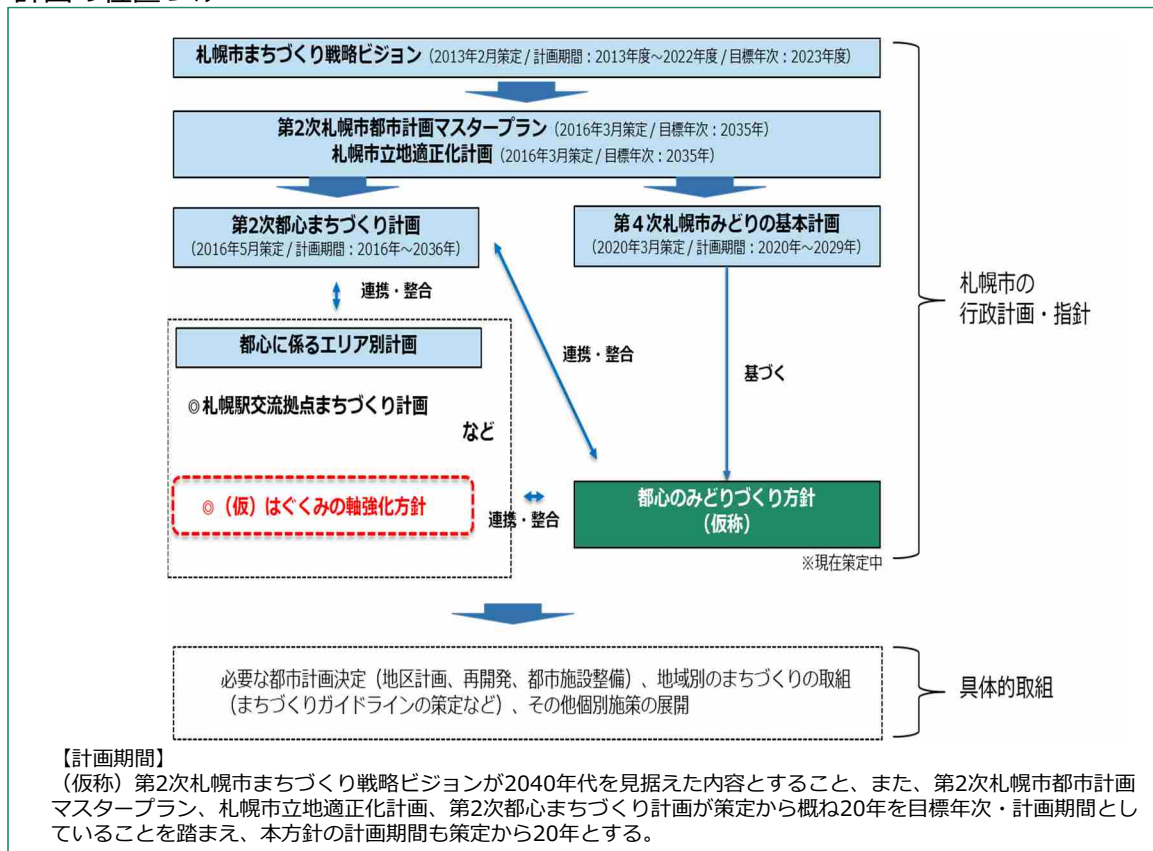 札幌市まちづくり戦略ビジョン（2013年2月策定 / 計画期間：2013年度～2022年度 / 目標年次：2023年度）
第2次札幌市都市計画マスタープラン（2016年3月策定 / 目標年次：2035年）
札幌市立地適正化計画（2016年3月策定 / 目標年次：2035年）
第2次都心まちづくり計画
（2016年5月策定 / 計画期間：2016年～2036年）
第４次札幌市みどりの基本計画
（2020年3月策定 / 計画期間：2020年～2029年）
札幌市の
行政計画・指針
連携・整合
都心に係るエリア別計画
連携・整合
基づく
◎札幌駅交流拠点まちづくり計画
など
◎（仮）はぐくみの軸強化方針
連携・整合
都心のみどりづくり方針
（仮称）
※現在策定中
必要な都市計画決定（地区計画、再開発、都市施設整備）、地域別のまちづくりの取組
（まちづくりガイドラインの策定など）、その他個別施策の展開
具体的取組
【計画期間】
（仮称）第2次札幌市まちづくり戦略ビジョンが2040年代を見据えた内容とすること、また、第2次札幌市都市計画
マスタープラン、札幌市立地適正化計画、第2次都心まちづくり計画が策定から概ね20年を目標年次・計画期間とし
ていることを踏まえ、本方針の計画期間も策定から20年とする。